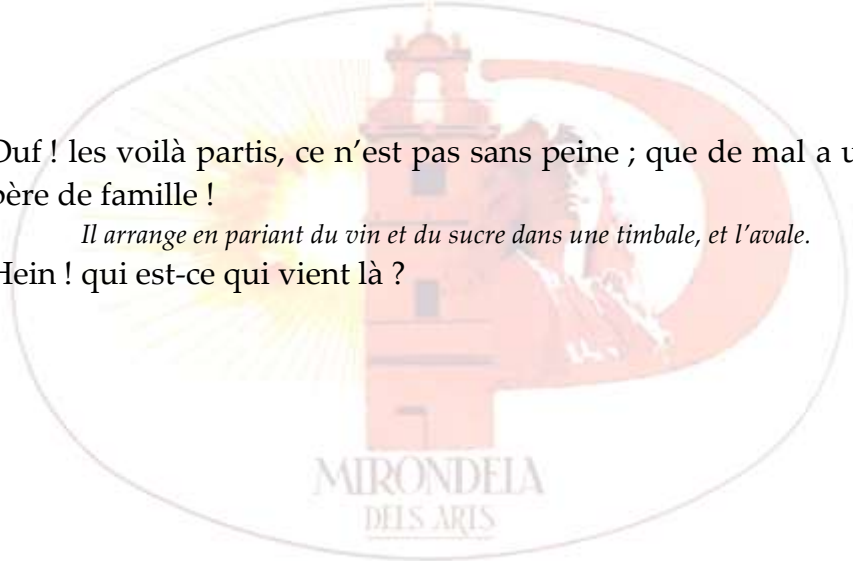 Ouf ! les voilà partis, ce n’est pas sans peine ; que de mal a u
père de famille !
Il arrange en pariant du vin et du sucre dans une timbale, et l’avale.
Hein ! qui est-ce qui vient là ?
MIRONDELA
DELS ARTS